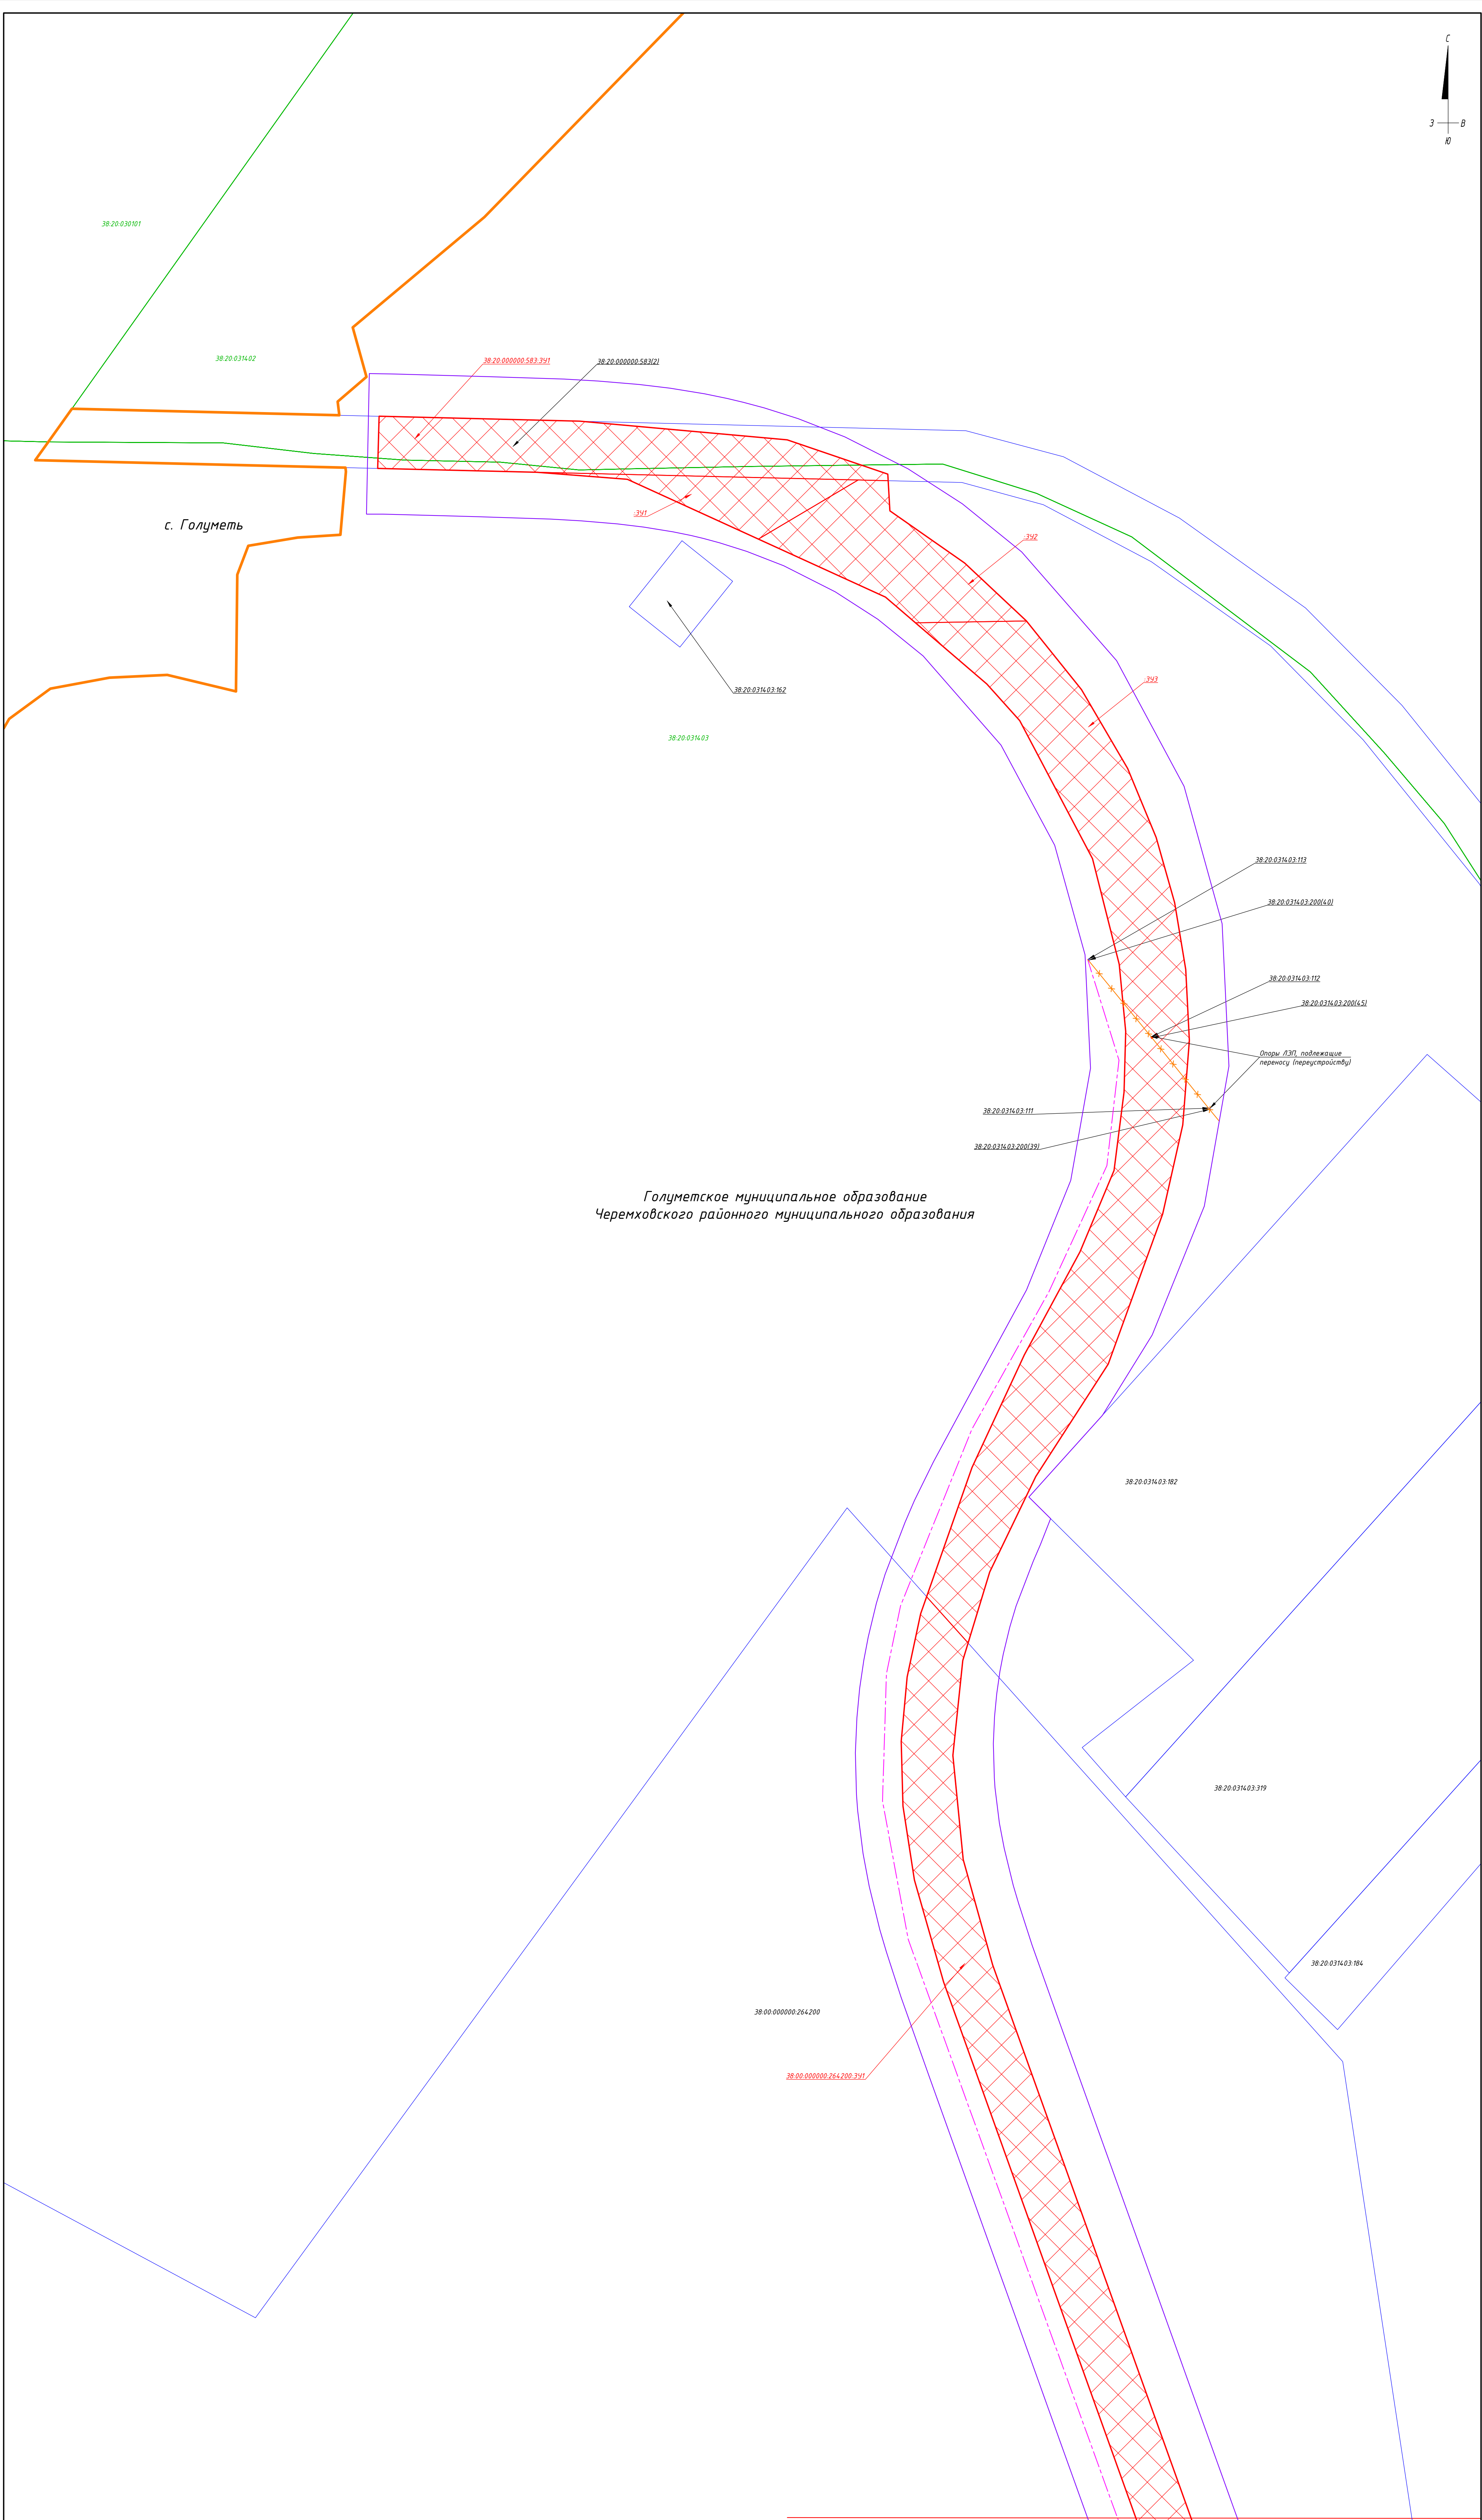 С
З В
Ю
38:20:030101
38:20:031402
38:20:000000:583:ЗУ1
38:20:000000:583(2)
с. Голуметь
:ЗУ1
:ЗУ2
:ЗУ3
38:20:031403:162
38:20:031403
38:20:031403:113
38:20:031403:200(40)
38:20:031403:112
38:20:031403:200(45)
Опоры ЛЭП, подлежащие
переносу (переустройству)
38:20:031403:111
38:20:031403:200(39)
Голуметское муниципальное образование
Черемховского районного муниципального образования
38:20:031403:182
38:20:031403:319
38:20:031403:184
38:00:000000:264200
38:00:000000:264200:ЗУ1